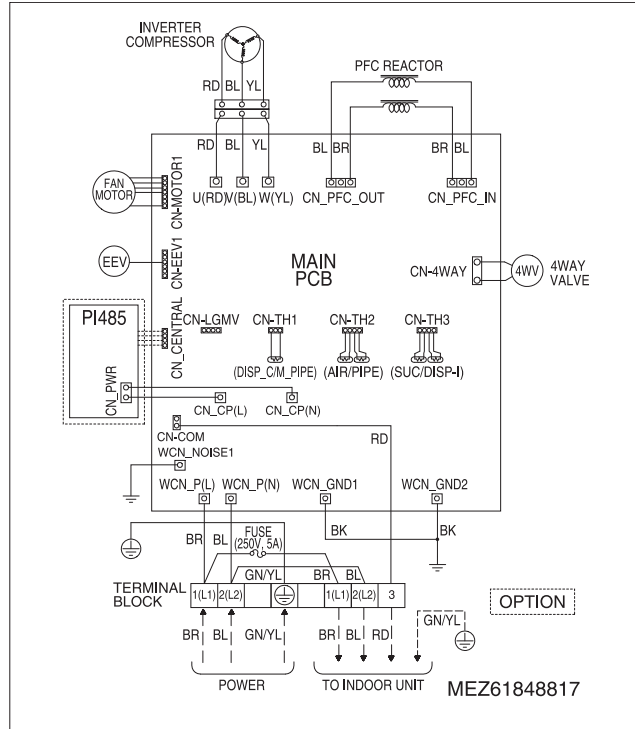 INVERTER
COMPRESSOR
RD BL YL
PFC REACTOR
RD BL YL
BL BR
BR BL
U(RD) V(BL) W(YL)
CN_PFC_OUT
CN_PFC_IN
FAN
MOTOR
CN-MOTOR1
EEV
CN-EEV1
MAIN
PCB
CN-4WAY
4WV
4WAY
VALVE
PI485
CN_PWR
CN_CENTRAL
CN-LGMV
CN-TH1
CN-TH2
CN-TH3
(DISP_C/M_PIPE)
(AIR/PIPE)
(SUC/DISP-I)
CN_CP(L)
CN_CP(N)
CN-COM
WCN_NOISE1
RD
WCN_P(L)
WCN_P(N)
WCN_GND1
WCN_GND2
BR BL
FUSE
(250V, 5A)
BK
BK
GN/YL
BR BL
TERMINAL
BLOCK
1(L1) 2(L2)
1(L1) 2(L2) 3
OPTION
BR BL GN/YL
BR BL RD
GN/YL
POWER
TO INDOOR UNIT
MEZ61848817